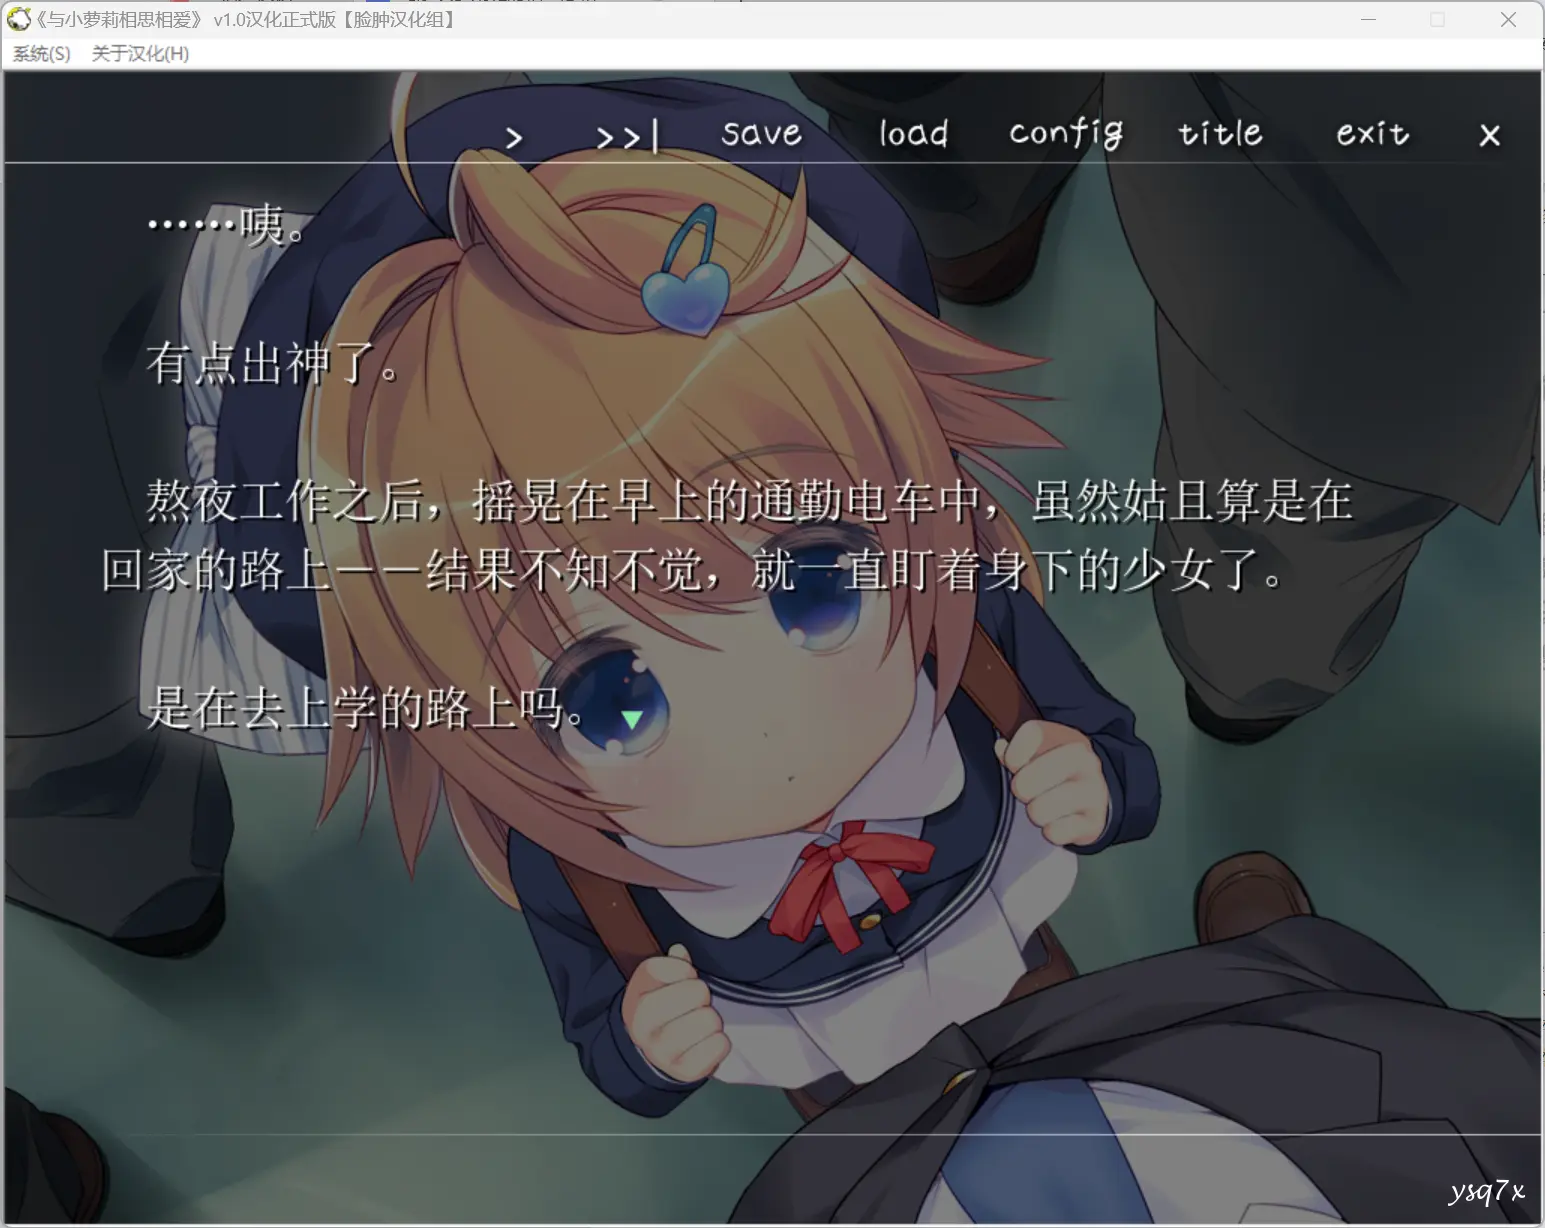 《与小萝莉相思相爱》 v1.0汉化正式版【脸肿汉化组】
系统(S) 关于汉化(H)
> >>| save load config title exit x
……咦。
有点出神了。
熬夜工作之后，摇晃在早上的通勤电车中，虽然姑且算是在
回家的路上－－结果不知不觉，就一直盯着身下的少女了。
是在去上学的路上吗。
ysq7x